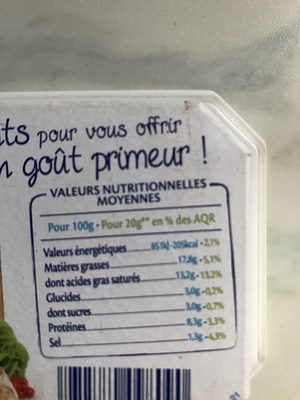 ts pour vous offrir
n goût primeur !
VALEURS NUTRITIONNELLES
MOYENNES
Pour 100g • Pour 20g** en % des AQR
Valeurs énergétiques 851kJ-205kcal • 2,1%
Matières grasses 17,8g • 5,1%
dont acides gras saturés 13,2g • 13,2%
Glucides 3,0g • 0,2%
dont sucres 3,0g • 0,7%
Protéines 8,3g • 3,3%
Sel 1,3g • 4,3%